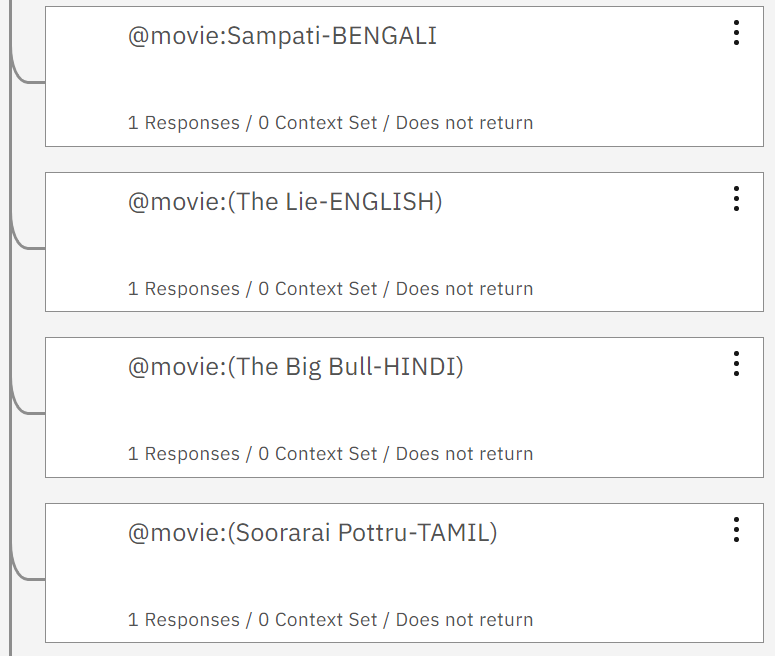 @movie:Sampati-BENGALI
1 Responses / 0 Context Set / Does not return
@movie:(The Lie-ENGLISH)
1 Responses / 0 Context Set / Does not return
@movie:(The Big Bull-HINDI)
1 Responses / 0 Context Set / Does not return
@movie:(Soorarai Pottru-TAMIL)
1 Responses / 0 Context Set / Does not return